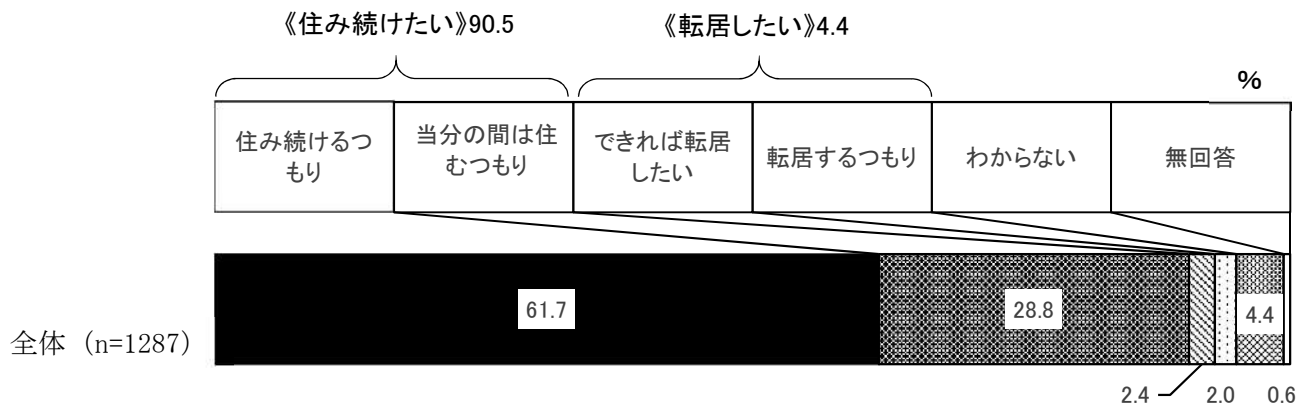 《住み続けたい》90.5
《転居したい》4.4
%
住み続けるつ
もり
当分の間は住
むつもり
できれば転居
したい
転居するつもり
わからない
無回答
全体 (n=1287)
61.7
28.8
4.4
2.4
2.0
0.6